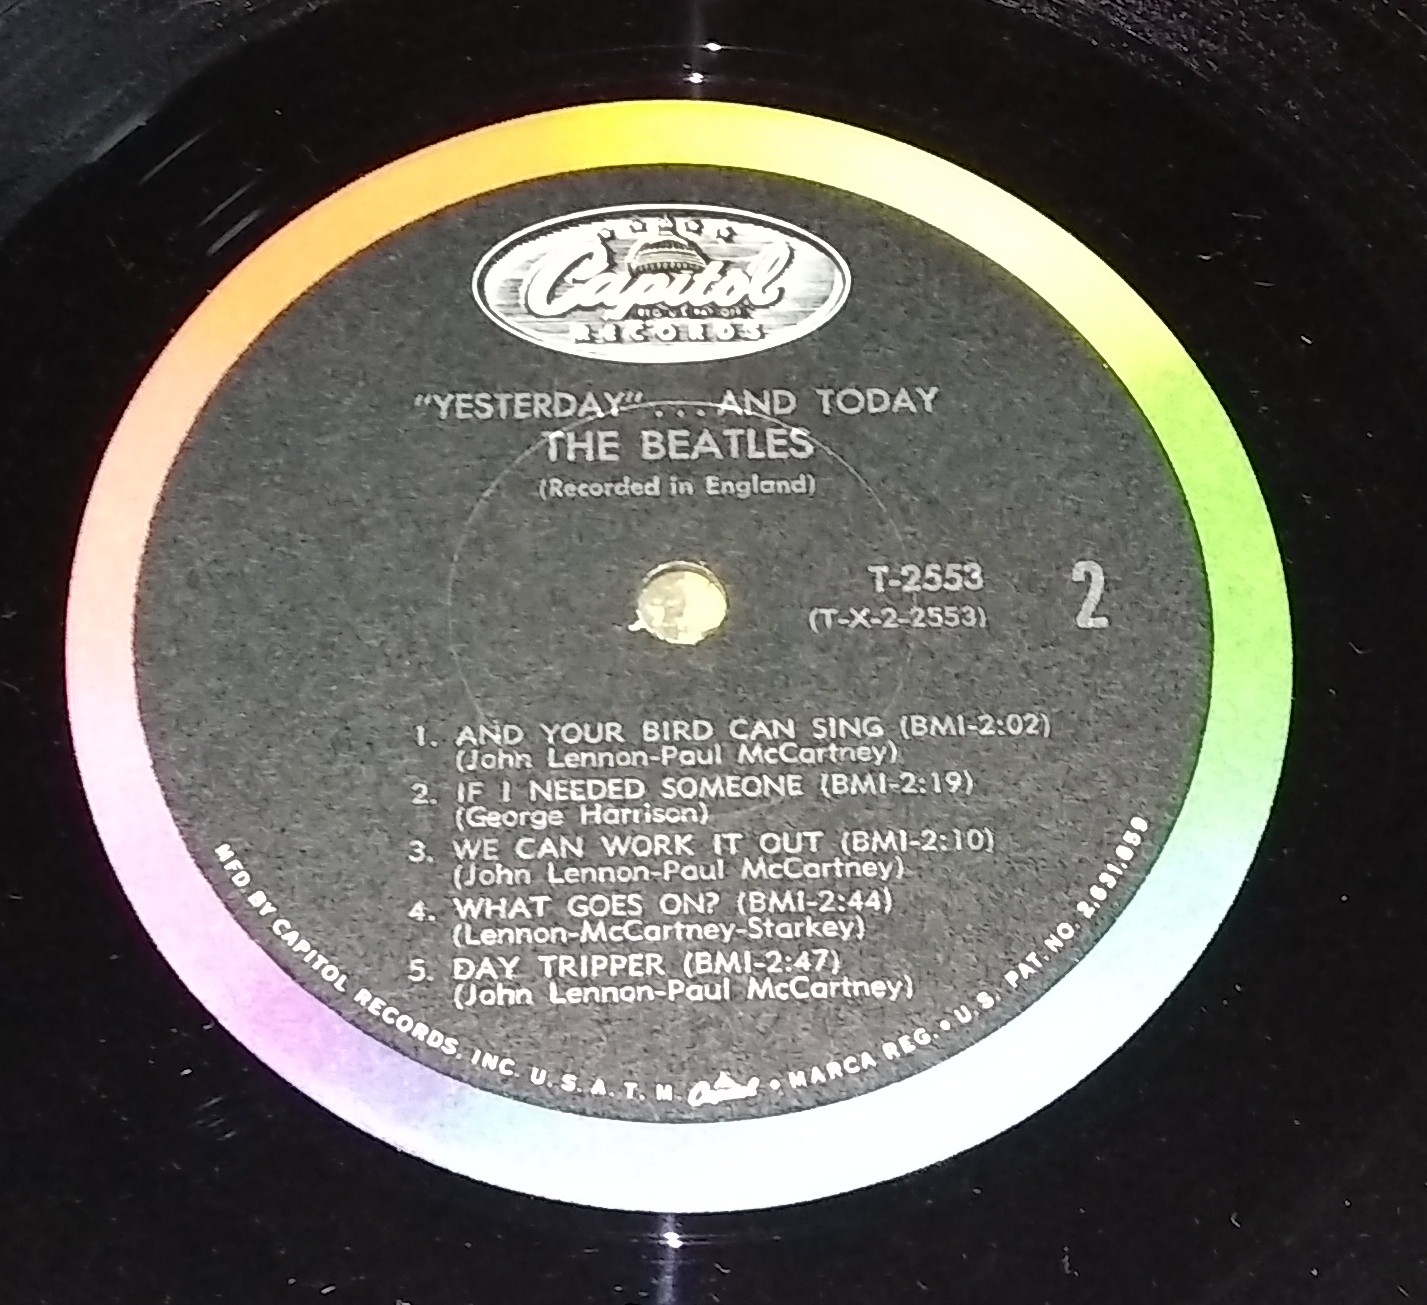 Capitol
RECORDS
"YESTERDAY" . . . AND TODAY
THE BEATLES
(Recorded in England)
T-2553
(T-X-2-2553)
2
1. AND YOUR BIRD CAN SING (BMI-2:02)
(John Lennon-Paul McCartney)
2. IF I NEEDED SOMEONE (BMI-2:19)
(George Harrison)
3. WE CAN WORK IT OUT (BMI-2:10)
(John Lennon-Paul McCartney)
4. WHAT GOES ON? (BMI-2:44)
(Lennon-McCartney-Starkey)
5. DAY TRIPPER (BMI-2:47)
(John Lennon-Paul McCartney)
MFD. BY CAPITOL RECORDS, INC. U. S. A. T. M. Capitol • MARCA REG. • U. S. PAT. NO. 2,631,859